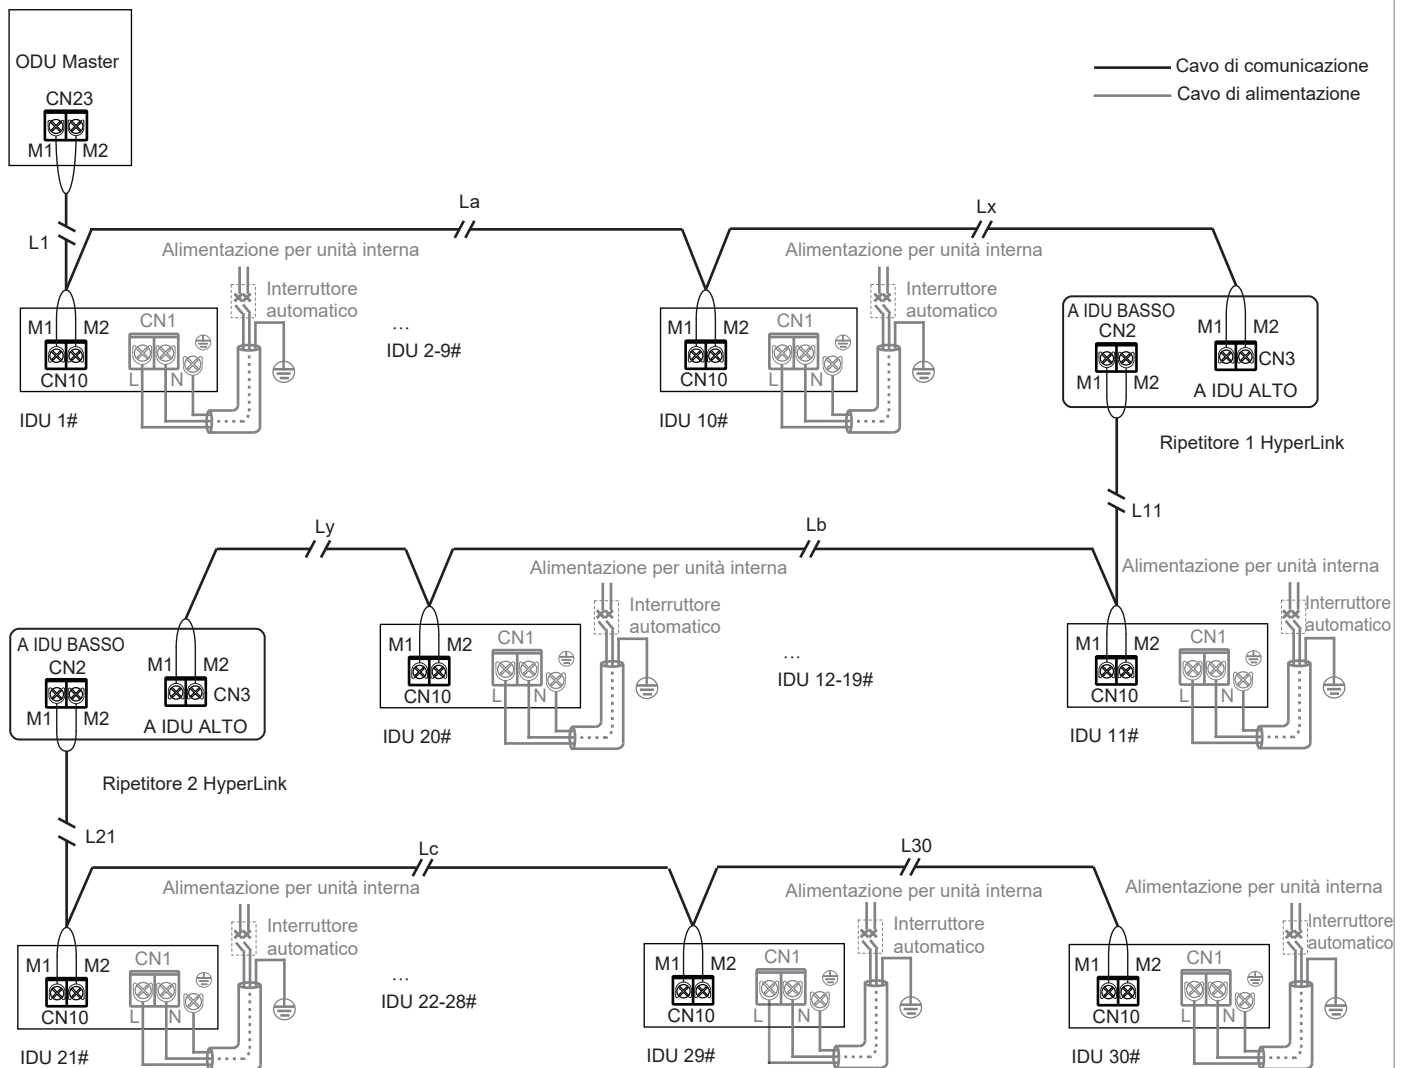 ODU Master
CN23
M1 M2
Cavo di comunicazione
Cavo di alimentazione
L1
La
Lx
Alimentazione per unità interna
Interruttore
automatico
M1 M2
CN1
CN10
L N
IDU 1#
...
IDU 2-9#
Alimentazione per unità interna
Interruttore
automatico
M1 M2
CN1
CN10
L N
IDU 10#
A IDU BASSO
CN2
M1 M2
M1 M2
CN3
A IDU ALTO
Ripetitore 1 HyperLink
L11
Ly
Lb
A IDU BASSO
CN2
M1 M2
M1 M2
CN3
A IDU ALTO
Ripetitore 2 HyperLink
Alimentazione per unità interna
Interruttore
automatico
M1 M2
CN1
CN10
L N
IDU 20#
...
IDU 12-19#
Alimentazione per unità interna
Interruttore
automatico
M1 M2
CN1
CN10
L N
IDU 11#
L21
Lc
L30
Alimentazione per unità interna
Interruttore
automatico
M1 M2
CN1
CN10
L N
IDU 21#
...
IDU 22-28#
Alimentazione per unità interna
Interruttore
automatico
M1 M2
CN1
CN10
L N
IDU 29#
Alimentazione per unità interna
Interruttore
automatico
M1 M2
CN1
CN10
L N
IDU 30#